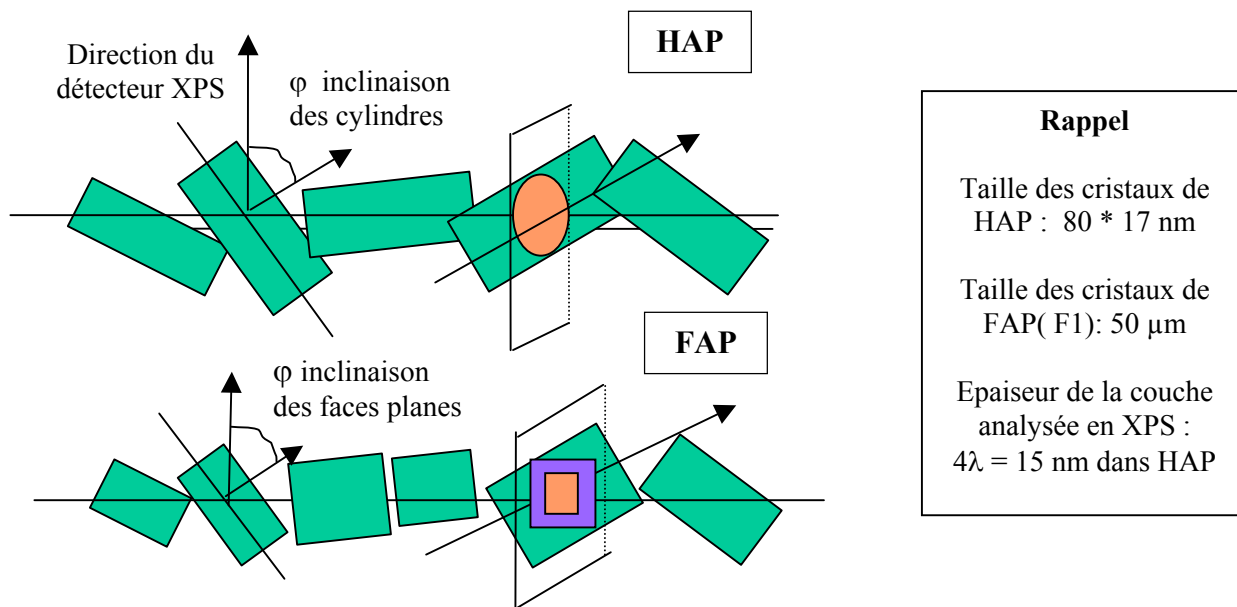 Direction du
détecteur XPS
φ inclinaison
des cylindres
HAP
φ inclinaison
des faces planes
FAP
Rappel
Taille des cristaux de
HAP : 80 * 17 nm
Taille des cristaux de
FAP( F1): 50 µm
Epaiseur de la couche
analysée en XPS :
4λ = 15 nm dans HAP